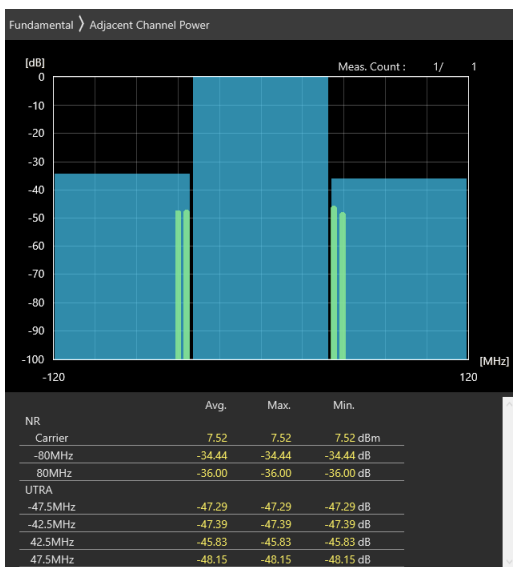 Fundamental 〉 Adjacent Channel Power
[dB]
Meas. Count : 1/ 1
0
-10
-20
-30
-40
-50
-60
-70
-80
-90
-100
[MHz]
-120 120
Avg. Max. Min.
NR
Carrier 7.52 7.52 7.52 dBm
-80MHz -34.44 -34.44 -34.44 dB
80MHz -36.00 -36.00 -36.00 dB
UTRA
-47.5MHz -47.29 -47.29 -47.29 dB
-42.5MHz -47.39 -47.39 -47.39 dB
42.5MHz -45.83 -45.83 -45.83 dB
47.5MHz -48.15 -48.15 -48.15 dB